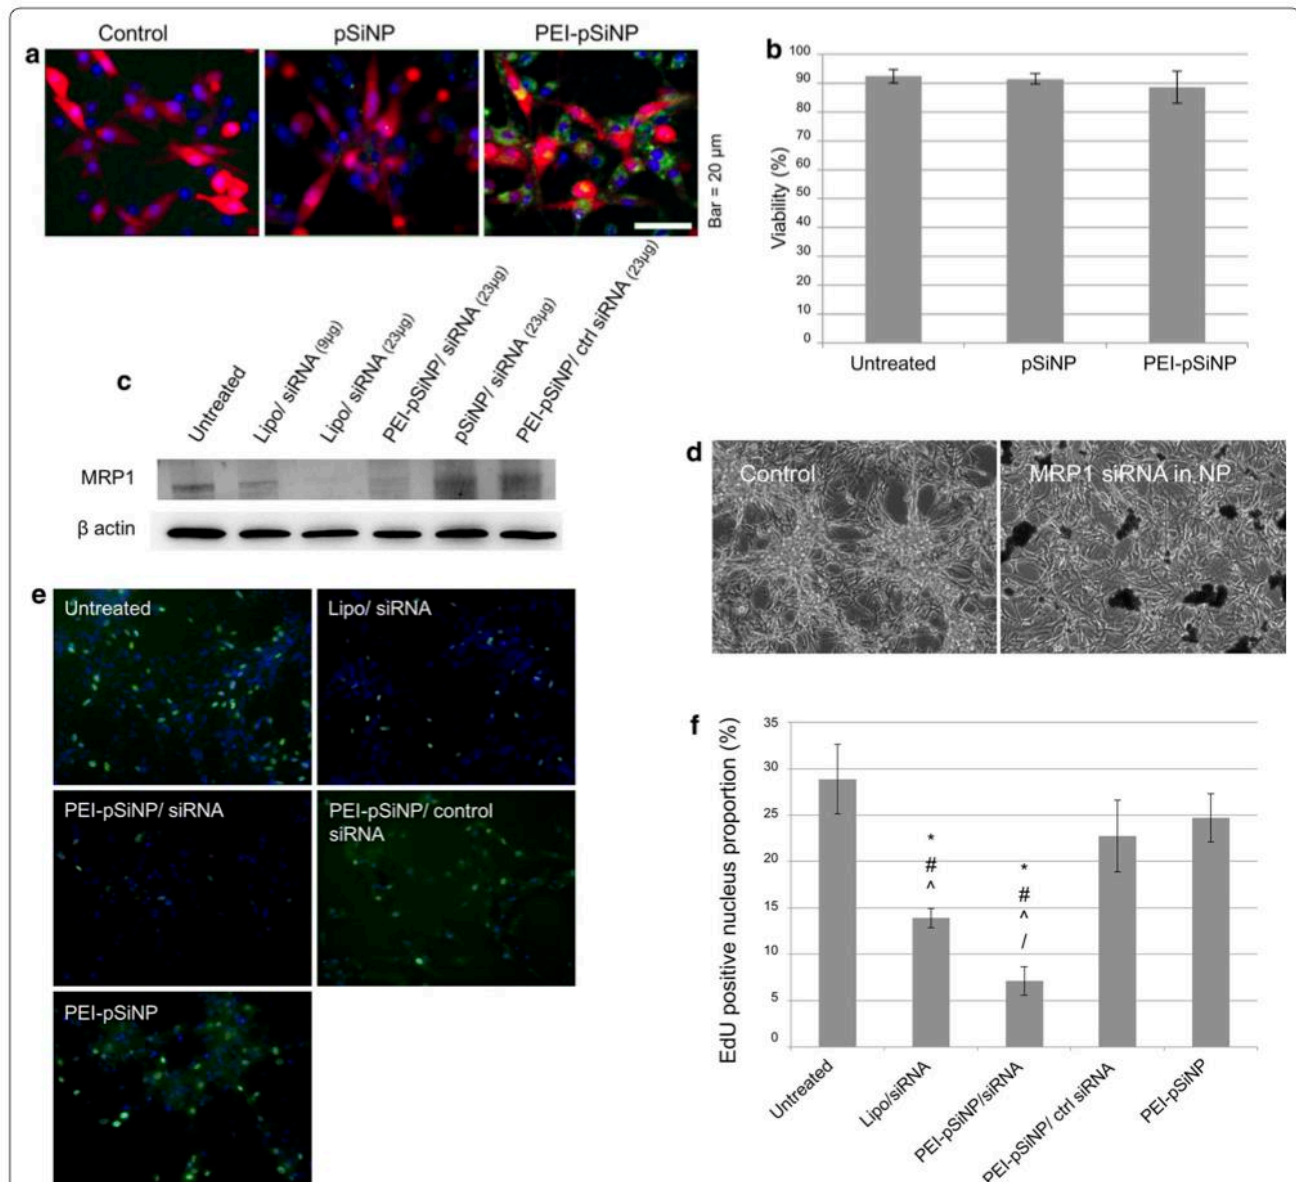 a
Control
pSiNP
PEI-pSiNP
Bar = 20 µm
b
100
90
80
70
60
50
40
30
20
10
0
Viability (%)
Untreated
pSiNP
PEI-pSiNP
c
Untreated
Lipo/ siRNA (9µg)
Lipo/ siRNA (23µg)
PEI-pSiNP/ siRNA (23µg)
pSiNP/ siRNA (23µg)
PEI-pSiNP/ ctrl siRNA (23µg)
MRP1
β actin
d
Control
MRP1 siRNA in NP
e
Untreated
Lipo/ siRNA
PEI-pSiNP/ siRNA
PEI-pSiNP/ control
siRNA
PEI-pSiNP
f
EdU positive nucleus proportion (%)
35
30
25
20
15
10
5
0
*
#
^
*
#
^
/
Untreated
Lipo/siRNA
PEI-pSiNP/siRNA
PEI-pSiNP/ ctrl siRNA
PEI-pSiNP